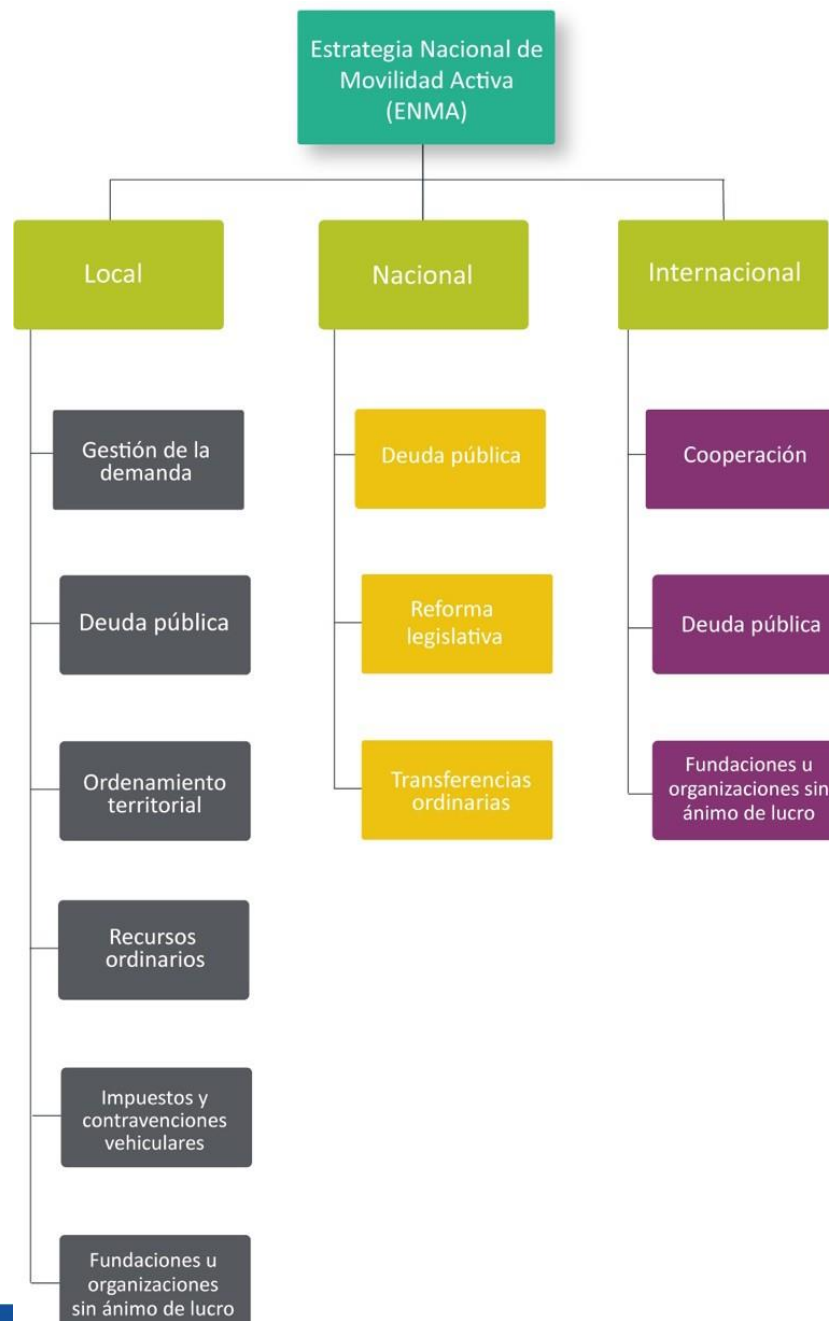 Estrategia Nacional de
Movilidad Activa
(ENMA)
Local
Nacional
Internacional
Gestión de la
demanda
Deuda pública
Ordenamiento
territorial
Recursos
ordinarios
Impuestos y
contravenciones
vehiculares
Fundaciones u
organizaciones
sin ánimo de lucro
Deuda pública
Reforma
legislativa
Transferencias
ordinarias
Cooperación
Deuda pública
Fundaciones u
organizaciones sin
ánimo de lucro